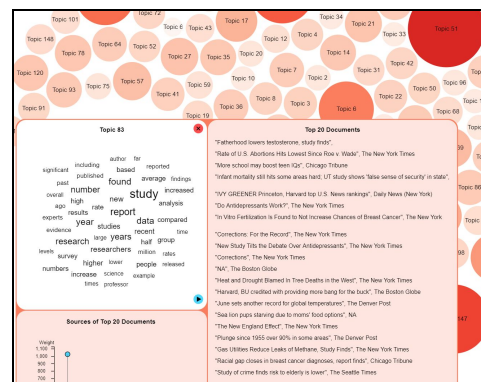 Topic 101
Topic 72
Topic 6
Topic 43
Topic 17
Topic 34
Topic 21
Topic 51
Topic 148
Topic 64
Topic 52
Topic 12
Topic 4
Topic 33
Topic 78
Topic 27
Topic 35
Topic 20
Topic 14
Topic 42
Topic 120
Topic 57
Topic 10
Topic 7
Topic 2
Topic 31
Topic 96
Topic 93
Topic 75
Topic 59
Topic 41
Topic 22
Topic 50
Topic 91
Topic 36
Topic 8
Topic 3
Topic 6
Topic 68
Topic 19
Topic 83
author far
including reported
significant based
published average findings
past found
number study increased
overall high new analysis
ago rate report
experts results data compared
year studies
evidence recent time
research large years half group
levels researchers million rates
survey higher lower people released
numbers
increase science example
times professor
Sources of Top 20 Documents
Weight
1,100
1,000
900
800
Top 20 Documents
"Fatherhood lowers testosterone, study finds",
"Rate of U.S. Abortions Hits Lowest Since Roe v. Wade", The New York Times
"More school may boost teen IQs", Chicago Tribune
"Infant mortality still hits some areas hard; UT study shows 'false sense of security' in state",
"IVY GREENER Princeton, Harvard top U.S. News rankings", Daily News (New York)
"Do Antidepressants Work?", The New York Times
"In Vitro Fertilization Is Found to Not Increase Chances of Breast Cancer", The New York
"Corrections: For the Record", The New York Times
"New Study Tilts the Debate Over Antidepressants", The New York Times
"Corrections", The New York Times
"NA", The Boston Globe
"Heat and Drought Blamed In Tree Deaths in the West", The New York Times
"Harvard, BU credited with providing more bang for the buck", The Boston Globe
"June sets another record for global temperatures", The Denver Post
"Sea lion pups starving due to moms' food options", NA
"The New England Effect", The New York Times
"Plunge since 1955 over 90% in some areas", The Denver Post
"Gas Utilities Reduce Leaks of Methane, Study Finds", The New York Times
"Racial gap closes in breast cancer diagnoses, report finds", Chicago Tribune
"Study of crime finds risk to elderly is lower", The Seattle Times